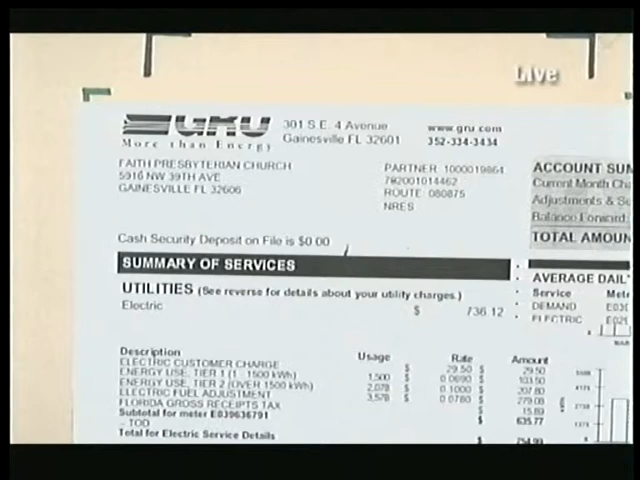 Live
GRU
More than Energy
301 S.E. 4 Avenue
Gainesville FL 32601
www.gru.com
352-334-3434
FAITH PRESBYTERIAN CHURCH
5916 NW 39TH AVE
GAINESVILLE FL 32606
PARTNER: 1000019864
782001014462
ROUTE: 080875
NRES
ACCOUNT SUM
Current Month Cha
Adjustments & Se
Balance Forward:
TOTAL AMOUN
Cash Security Deposit on File is $0.00
SUMMARY OF SERVICES
UTILITIES (See reverse for details about your utility charges.)
Electric $ 736.12
AVERAGE DAIL
Service Mete
DEMAND
ELECTRIC
Description Usage Rate Amount
ELECTRIC CUSTOMER CHARGE $ 29.50 $ 29.50
ENERGY USE, TIER 1 (1 - 1500 kWh) 1,500 $ 0.0690 $ 103.50
ENERGY USE, TIER 2 (OVER 1500 kWh) 2,078 $ 0.1000 $ 207.80
ELECTRIC FUEL ADJUSTMENT 3,578 $ 0.0780 $ 279.08
FLORIDA GROSS RECEIPTS TAX $ 15.89
Subtotal for meter E039636791 $ 635.77
- TOD
Total for Electric Service Details $